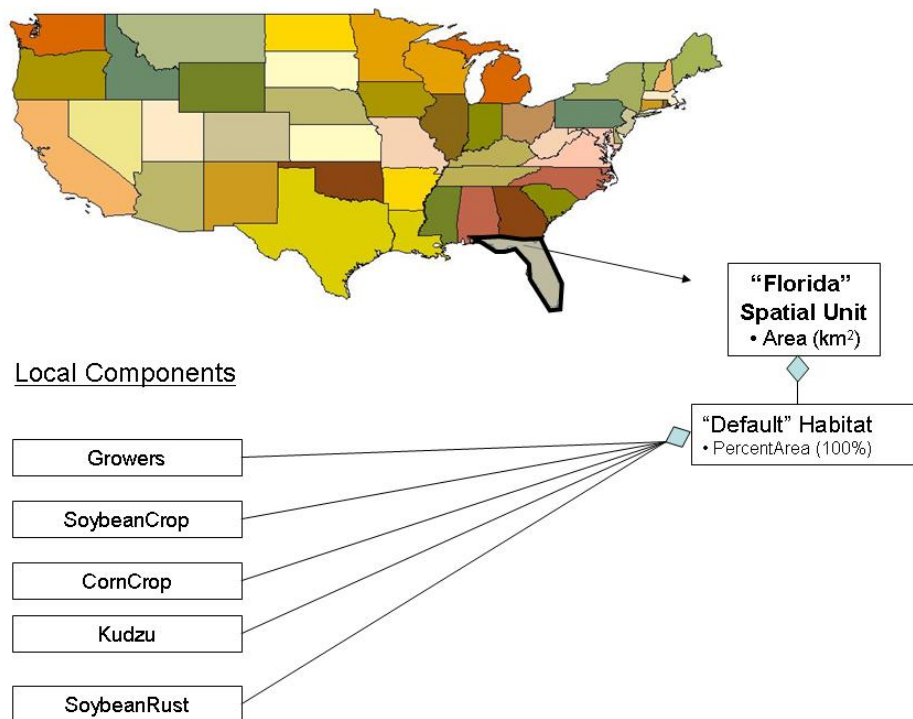 “Florida”
Spatial Unit
• Area (km²)
Local Components
“Default” Habitat
• PercentArea (100%)
Growers
SoybeanCrop
CornCrop
Kudzu
SoybeanRust